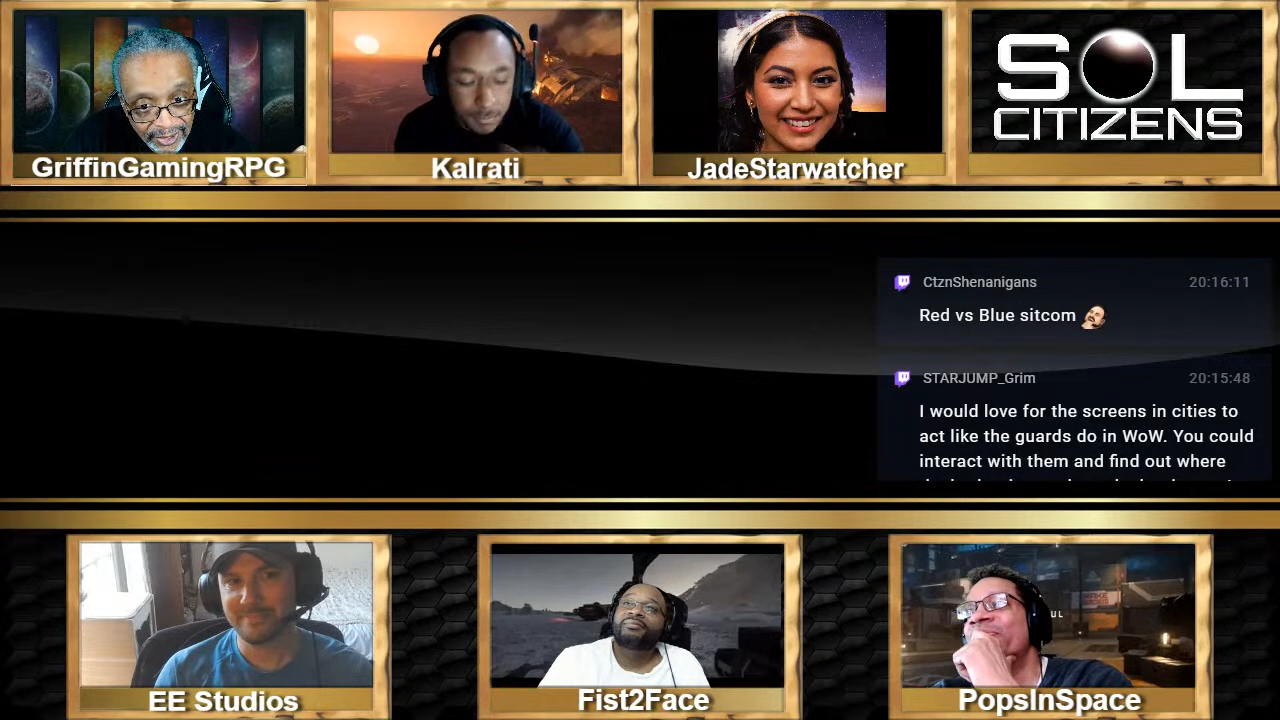 SOL
CITIZENS
GriffinGamingRPG
Kalrati
JadeStarwatcher
CtznShenanigans 20:16:11
Red vs Blue sitcom
STARJUMP_Grim 20:15:48
I would love for the screens in cities to
act like the guards do in WoW. You could
interact with them and find out where
UL
EE Studios
Fist2Face
PopsInSpace